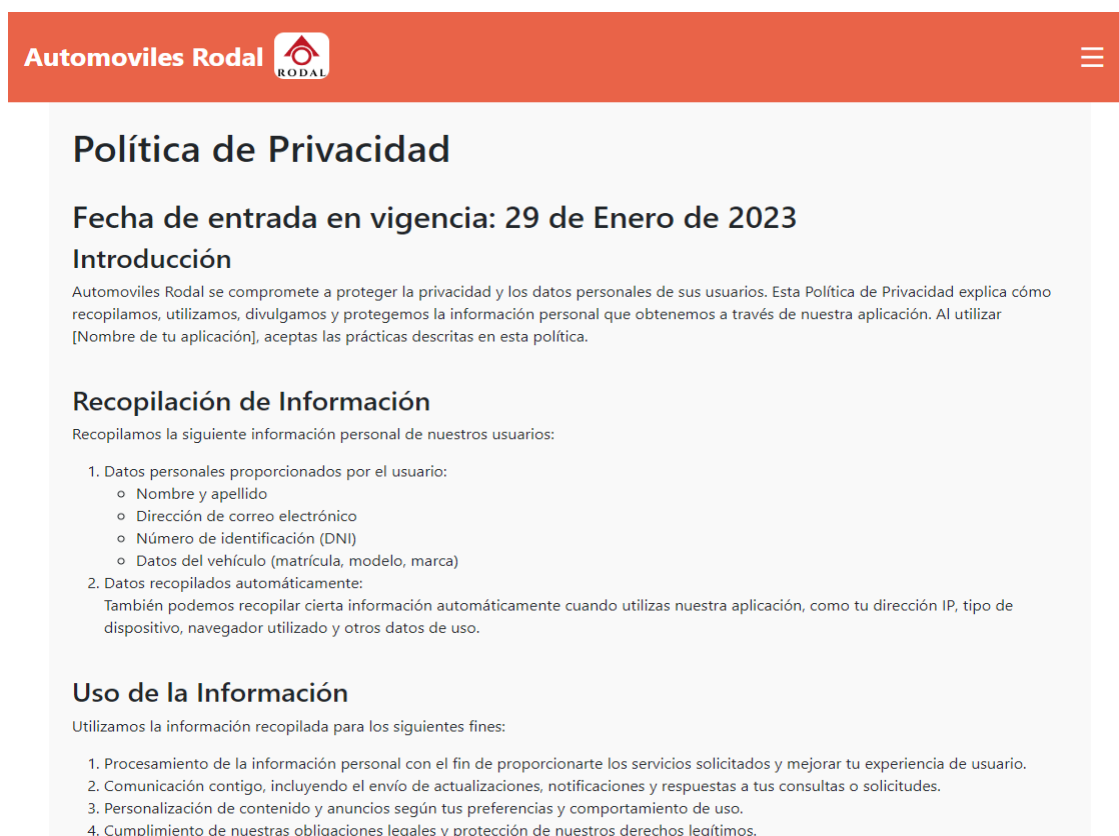 Automoviles Rodal
RODAL
Política de Privacidad
Fecha de entrada en vigencia: 29 de Enero de 2023
Introducción
Automoviles Rodal se compromete a proteger la privacidad y los datos personales de sus usuarios. Esta Política de Privacidad explica cómo
recopilamos, utilizamos, divulgamos y protegemos la información personal que obtenemos a través de nuestra aplicación. Al utilizar
[Nombre de tu aplicación], aceptas las prácticas descritas en esta política.
Recopilación de Información
Recopilamos la siguiente información personal de nuestros usuarios:
1. Datos personales proporcionados por el usuario:
Nombre y apellido
Dirección de correo electrónico
Número de identificación (DNI)
Datos del vehículo (matrícula, modelo, marca)
2. Datos recopilados automáticamente:
También podemos recopilar cierta información automáticamente cuando utilizas nuestra aplicación, como tu dirección IP, tipo de
dispositivo, navegador utilizado y otros datos de uso.
Uso de la Información
Utilizamos la información recopilada para los siguientes fines:
1. Procesamiento de la información personal con el fin de proporcionarte los servicios solicitados y mejorar tu experiencia de usuario.
2. Comunicación contigo, incluyendo el envío de actualizaciones, notificaciones y respuestas a tus consultas o solicitudes.
3. Personalización de contenido y anuncios según tus preferencias y comportamiento de uso.
4. Cumplimiento de nuestras obligaciones legales y protección de nuestros derechos legítimos.